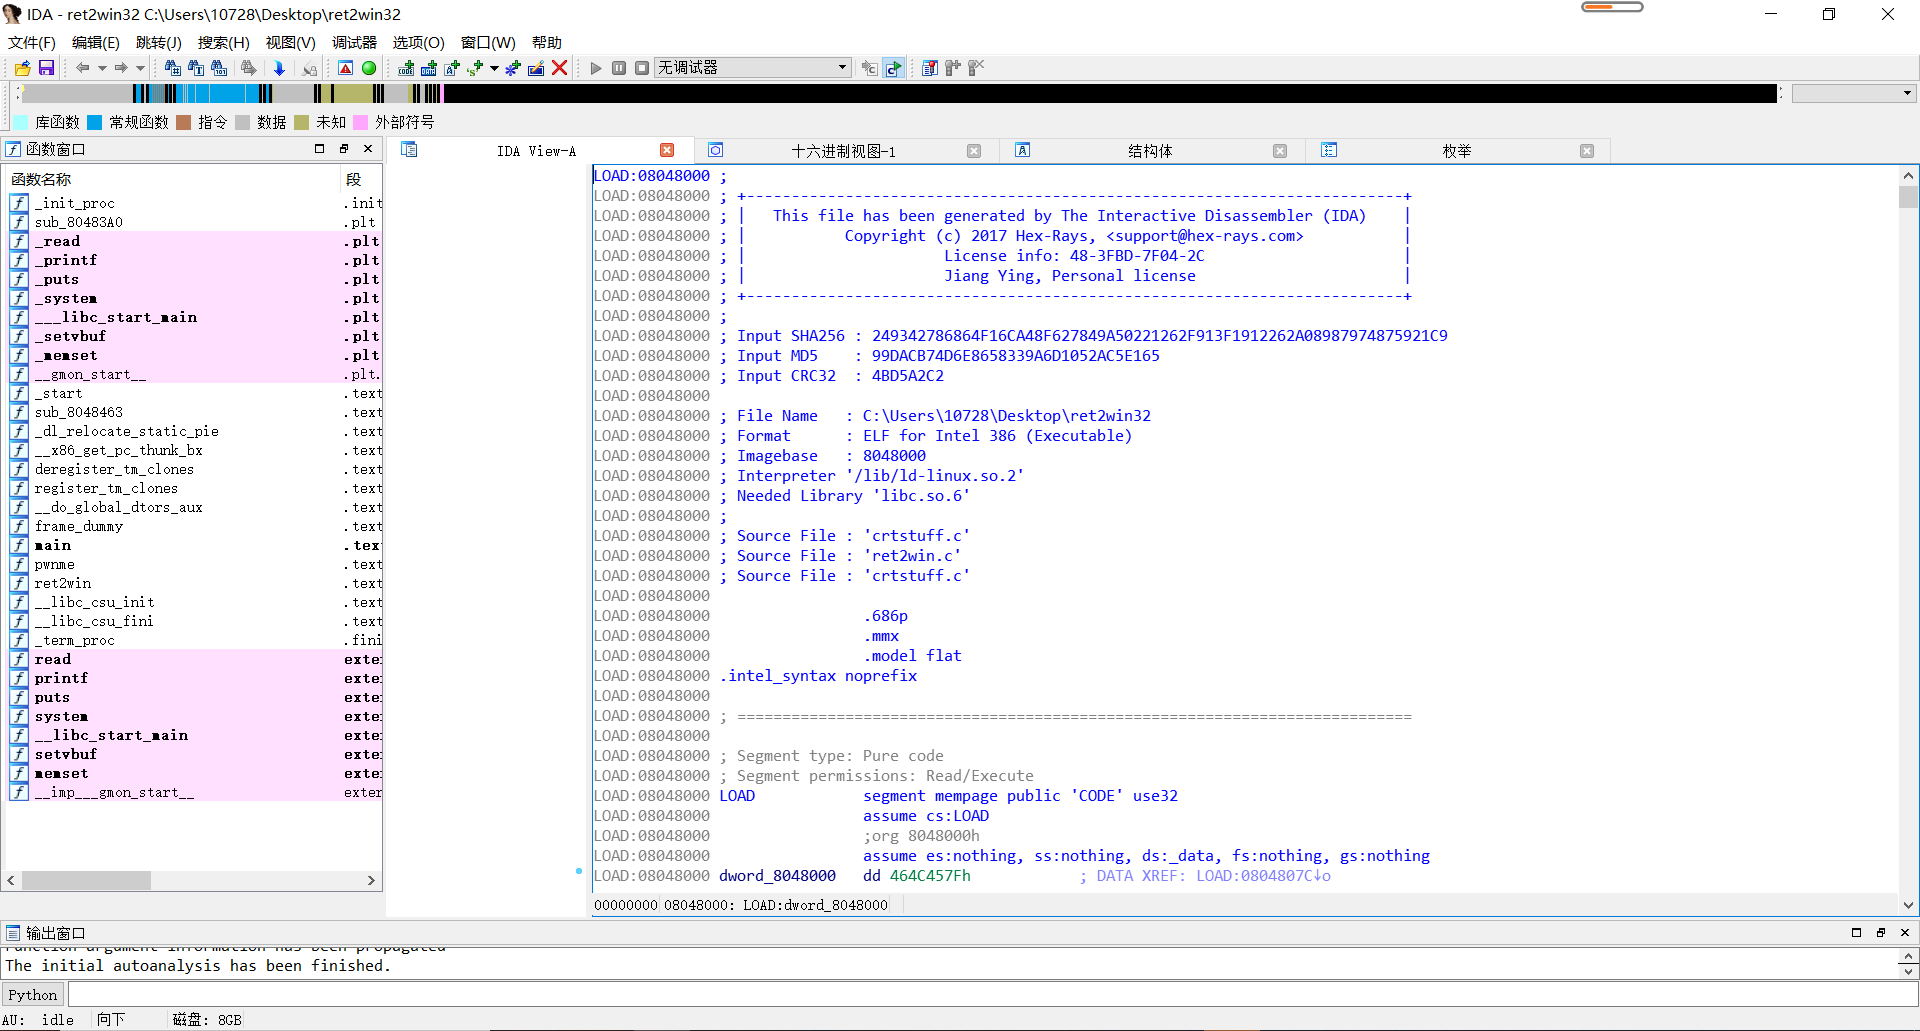 IDA - ret2win32 C:\Users\10728\Desktop\ret2win32
文件(F) 编辑(E) 跳转(J) 搜索(H) 视图(V) 调试器 选项(O) 窗口(W) 帮助
无调试器
库函数 常规函数 指令 数据 未知 外部符号
函数窗口
IDA View-A 十六进制视图-1 结构体 枚举
函数名称 段
_init_proc .init
sub_80483A0 .plt
_read .plt
_printf .plt
_puts .plt
_system .plt
___libc_start_main .plt
_setvbuf .plt
_memset .plt
__gmon_start__ .plt.
_start .text
sub_8048463 .text
_dl_relocate_static_pie .text
__x86_get_pc_thunk_bx .text
deregister_tm_clones .text
register_tm_clones .text
__do_global_dtors_aux .text
frame_dummy .text
main .tex
pwnme .text
ret2win .text
__libc_csu_init .text
__libc_csu_fini .text
_term_proc .fini
read exte
printf exte
puts exte
system exte
__libc_start_main exte
setvbuf exte
memset exte
__imp___gmon_start__ exter
LOAD:08048000 ;
LOAD:08048000 ; +-------------------------------------------------------------------------+
LOAD:08048000 ; |   This file has been generated by The Interactive Disassembler (IDA)    |
LOAD:08048000 ; |           Copyright (c) 2017 Hex-Rays, <support@hex-rays.com>           |
LOAD:08048000 ; |                      License info: 48-3FBD-7F04-2C                      |
LOAD:08048000 ; |                      Jiang Ying, Personal license                       |
LOAD:08048000 ; +-------------------------------------------------------------------------+
LOAD:08048000 ;
LOAD:08048000 ; Input SHA256 : 249342786864F16CA48F627849A50221262F913F1912262A08987974875921C9
LOAD:08048000 ; Input MD5    : 99DACB74D6E8658339A6D1052AC5E165
LOAD:08048000 ; Input CRC32  : 4BD5A2C2
LOAD:08048000
LOAD:08048000 ; File Name   : C:\Users\10728\Desktop\ret2win32
LOAD:08048000 ; Format      : ELF for Intel 386 (Executable)
LOAD:08048000 ; Imagebase   : 8048000
LOAD:08048000 ; Interpreter '/lib/ld-linux.so.2'
LOAD:08048000 ; Needed Library 'libc.so.6'
LOAD:08048000 ;
LOAD:08048000 ; Source File : 'crtstuff.c'
LOAD:08048000 ; Source File : 'ret2win.c'
LOAD:08048000 ; Source File : 'crtstuff.c'
LOAD:08048000
LOAD:08048000 .686p
LOAD:08048000 .mmx
LOAD:08048000 .model flat
LOAD:08048000 .intel_syntax noprefix
LOAD:08048000
LOAD:08048000 ; ===========================================================================
LOAD:08048000
LOAD:08048000 ; Segment type: Pure code
LOAD:08048000 ; Segment permissions: Read/Execute
LOAD:08048000 LOAD segment mempage public 'CODE' use32
LOAD:08048000 assume cs:LOAD
LOAD:08048000 ;org 8048000h
LOAD:08048000 assume es:nothing, ss:nothing, ds:_data, fs:nothing, gs:nothing
LOAD:08048000 dword_8048000 dd 464C457Fh ; DATA XREF: LOAD:0804807C↓o
00000000 08048000: LOAD:dword_8048000
输出窗口
Function argument information has been propagated
The initial autoanalysis has been finished.
Python
AU: idle 向下 磁盘: 8GB